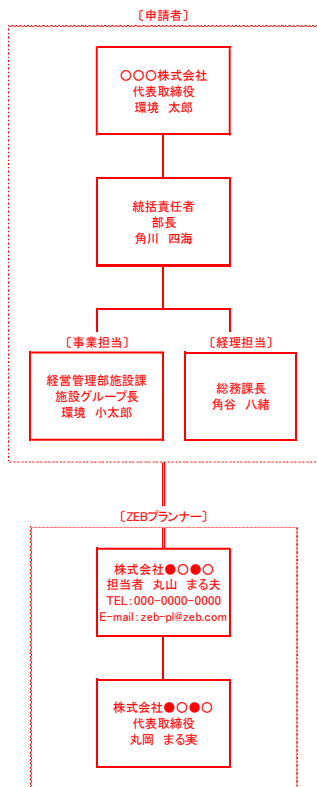 〔申請者〕
〇〇〇株式会社
代表取締役
環境 太郎
統括責任者
部長
角川 四海
〔事業担当〕
経営管理部施設課
施設グループ長
環境 小太郎
〔経理担当〕
総務課長
角谷 八緒
〔ZEBプランナー〕
株式会社●〇●〇
担当者 丸山 まる夫
TEL：000-0000-0000
E-mail：zeb-pl@zeb.com
株式会社●〇●〇
代表取締役
丸岡 まる実